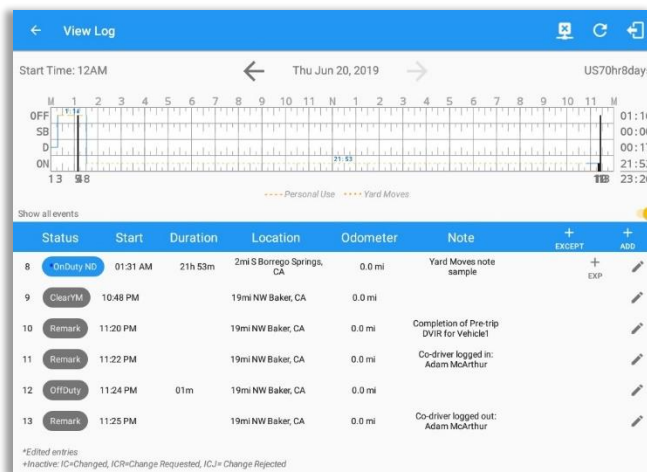 View Log
Start Time: 12AM
Thu Jun 20, 2019
US70hr8days
M 1 2 3 4 5 6 7 8 9 10 11 N 1 2 3 4 5 6 7 8 9 10 11 M
OFF 1:14
SB
D
ON 21:53
13
23:26
Personal Use Yard Moves
Show all events
Status Start Duration Location Odometer Note + EXCEPT + ADD
8 *OnDuty ND 01:31 AM 21h 53m 2mi S Borrego Springs, CA 0.0 mi Yard Moves note sample + EXP
9 ClearYM 10:48 PM 19mi NW Baker, CA 0.0 mi
10 Remark 11:20 PM 19mi NW Baker, CA 0.0 mi Completion of Pre-trip DVIR for Vehicle1
11 Remark 11:22 PM 19mi NW Baker, CA 0.0 mi Co-driver logged in: Adam McArthur
12 OffDuty 11:24 PM 01m 19mi NW Baker, CA 0.0 mi
13 Remark 11:25 PM 19mi NW Baker, CA 0.0 mi Co-driver logged out: Adam McArthur
*Edited entries
+Inactive: IC=Changed, ICR=Change Requested, ICJ= Change Rejected